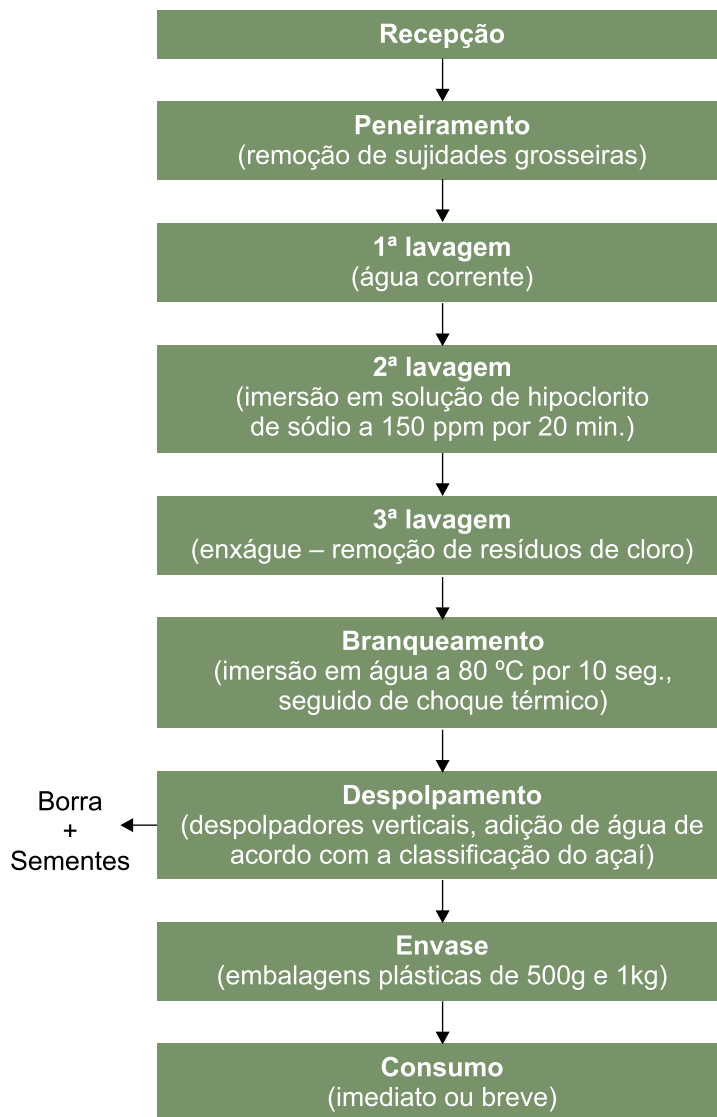 Recepção
Peneiramento
(remoção de sujidades grosseiras)
1ª lavagem
(água corrente)
2ª lavagem
(imersão em solução de hipoclorito
de sódio a 150 ppm por 20 min.)
3ª lavagem
(enxágue – remoção de resíduos de cloro)
Branqueamento
(imersão em água a 80 ºC por 10 seg.,
seguido de choque térmico)
Despolpamento
(despolpadores verticais, adição de água de
acordo com a classificação do açaí)
Borra
+
Sementes
Envase
(embalagens plásticas de 500g e 1kg)
Consumo
(imediato ou breve)